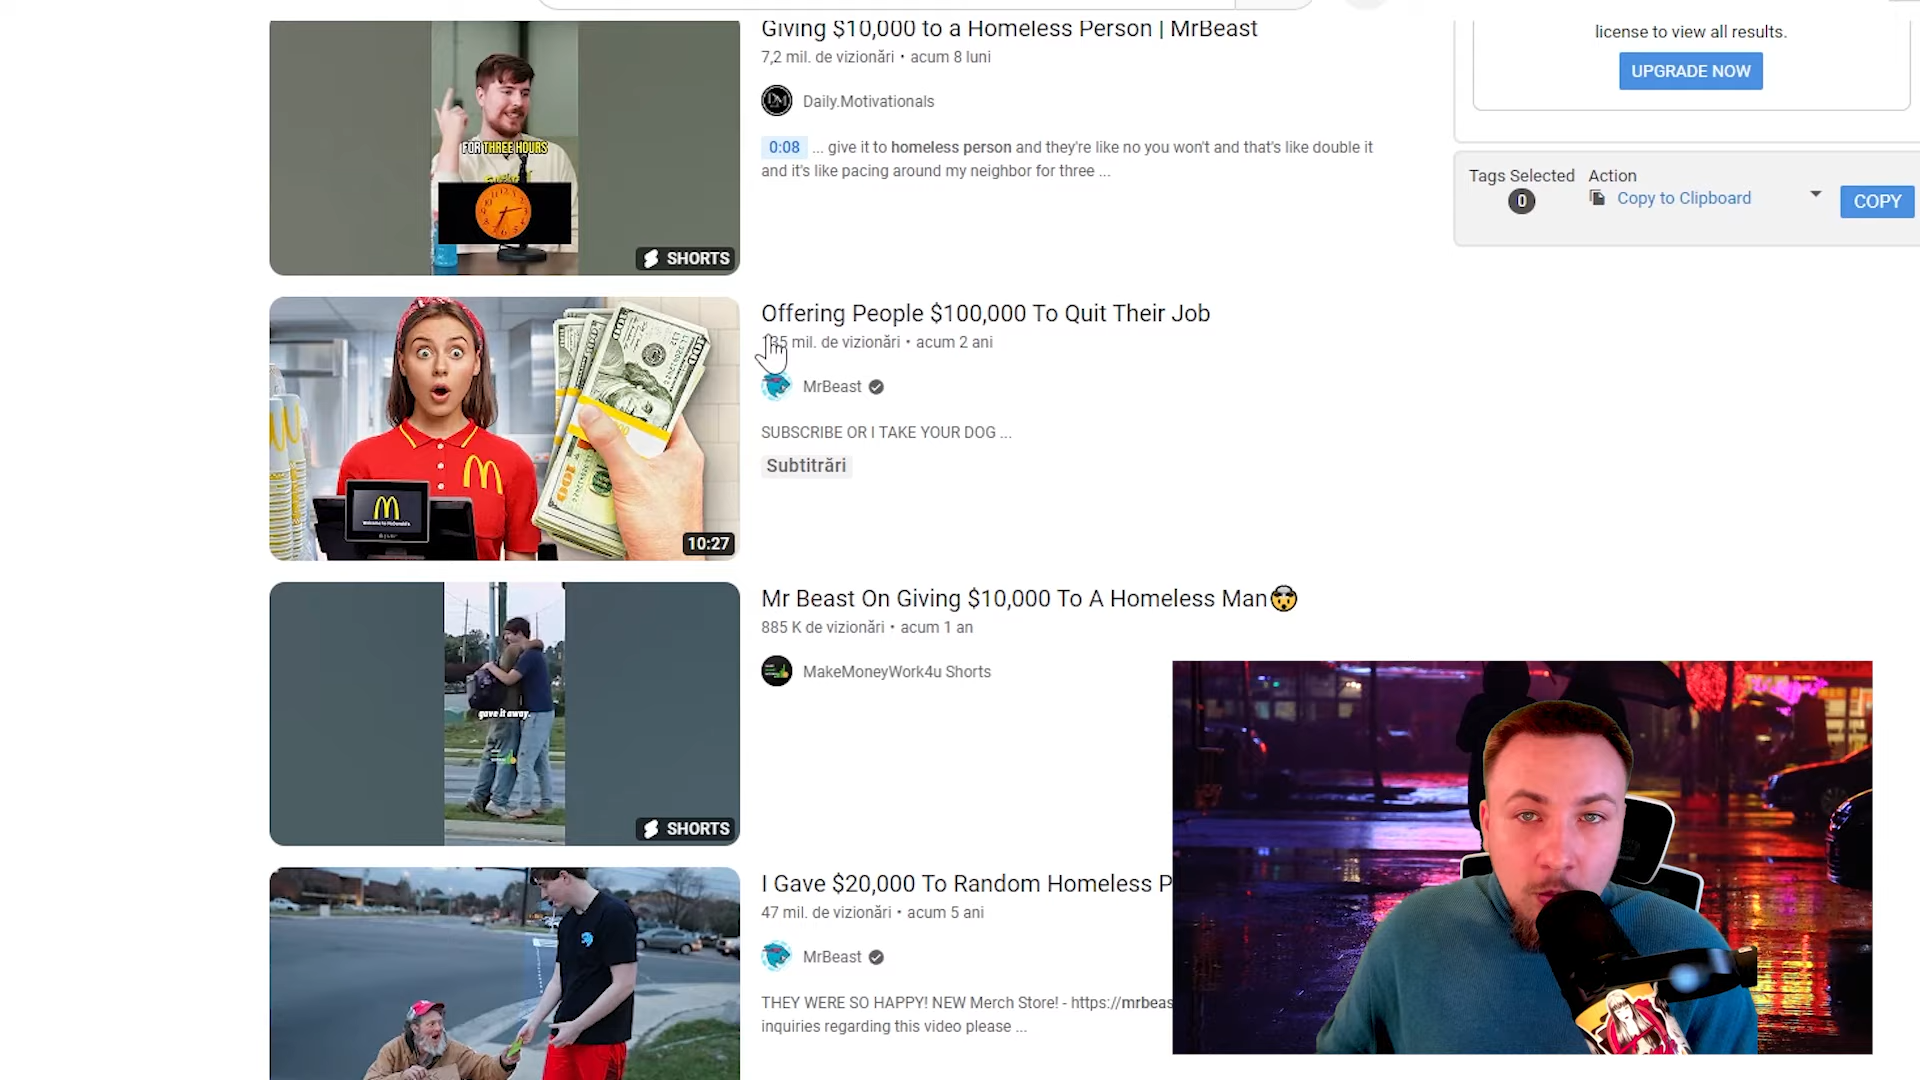 Giving $10,000 to a Homeless Person | MrBeast
7,2 mil. de vizionări • acum 8 luni
Daily.Motivationals
0:08 ... give it to homeless person and they're like no you won't and that's like double it
and it's like pacing around my neighbor for three ...
FOR THREE HOURS
SHORTS
license to view all results.
UPGRADE NOW
Tags Selected
0
Action
Copy to Clipboard
COPY
Offering People $100,000 To Quit Their Job
mil. de vizionări • acum 2 ani
MrBeast
SUBSCRIBE OR I TAKE YOUR DOG ...
Subtitrări
10:27
Mr Beast On Giving $10,000 To A Homeless Man🤯
885 K de vizionări • acum 1 an
MakeMoneyWork4u Shorts
gave it away.
SHORTS
I Gave $20,000 To Random Homeless P
47 mil. de vizionări • acum 5 ani
MrBeast
THEY WERE SO HAPPY! NEW Merch Store! - https://mrbeas
inquiries regarding this video please ...